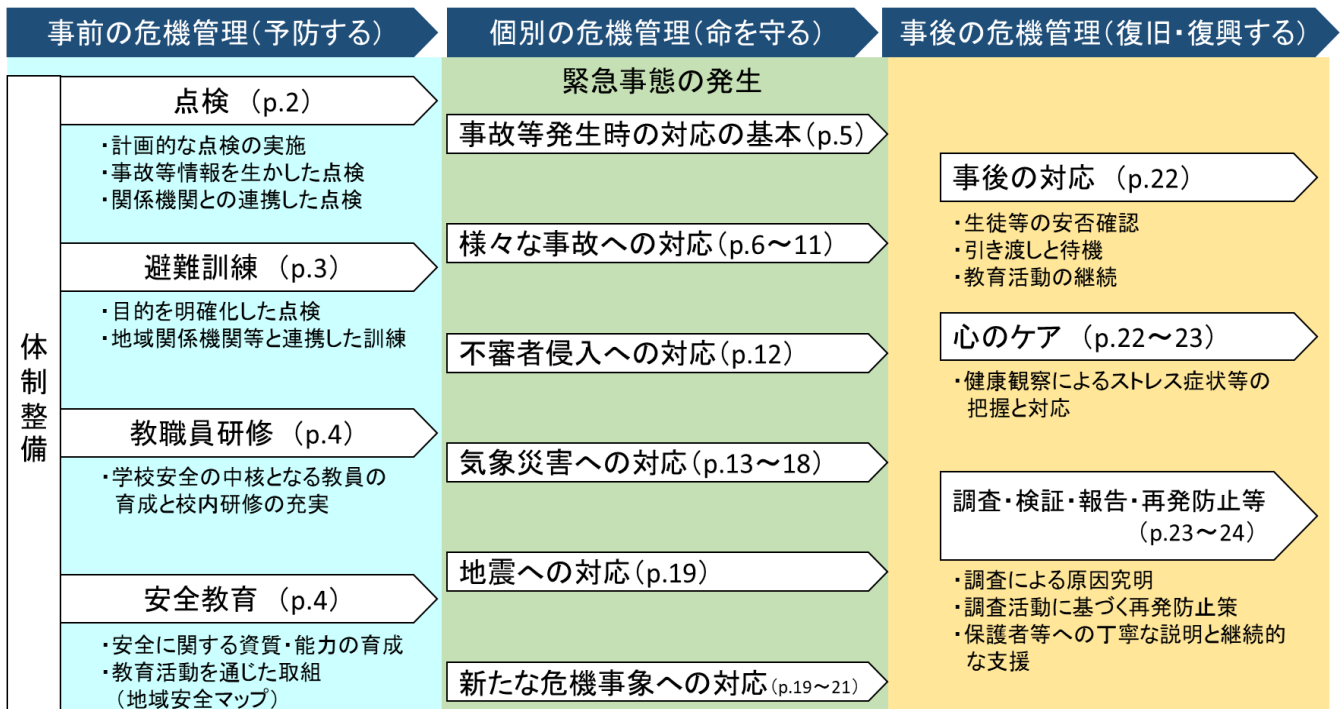 事前の危機管理(予防する)
個別の危機管理(命を守る)
事後の危機管理(復旧・復興する)
体制整備
点検 (p.2)
・計画的な点検の実施
・事故等情報を生かした点検
・関係機関との連携した点検
避難訓練 (p.3)
・目的を明確化した点検
・地域関係機関等と連携した訓練
教職員研修 (p.4)
・学校安全の中核となる教員の
育成と校内研修の充実
安全教育 (p.4)
・安全に関する資質・能力の育成
・教育活動を通じた取組
(地域安全マップ)
緊急事態の発生
事故等発生時の対応の基本(p.5)
様々な事故への対応(p.6～11)
不審者侵入への対応(p.12)
気象災害への対応(p.13～18)
地震への対応(p.19)
新たな危機事象への対応(p.19～21)
事後の対応 (p.22)
・生徒等の安否確認
・引き渡しと待機
・教育活動の継続
心のケア (p.22～23)
・健康観察によるストレス症状等の
把握と対応
調査・検証・報告・再発防止等
(p.23～24)
・調査による原因究明
・調査活動に基づく再発防止策
・保護者等への丁寧な説明と継続的
な支援